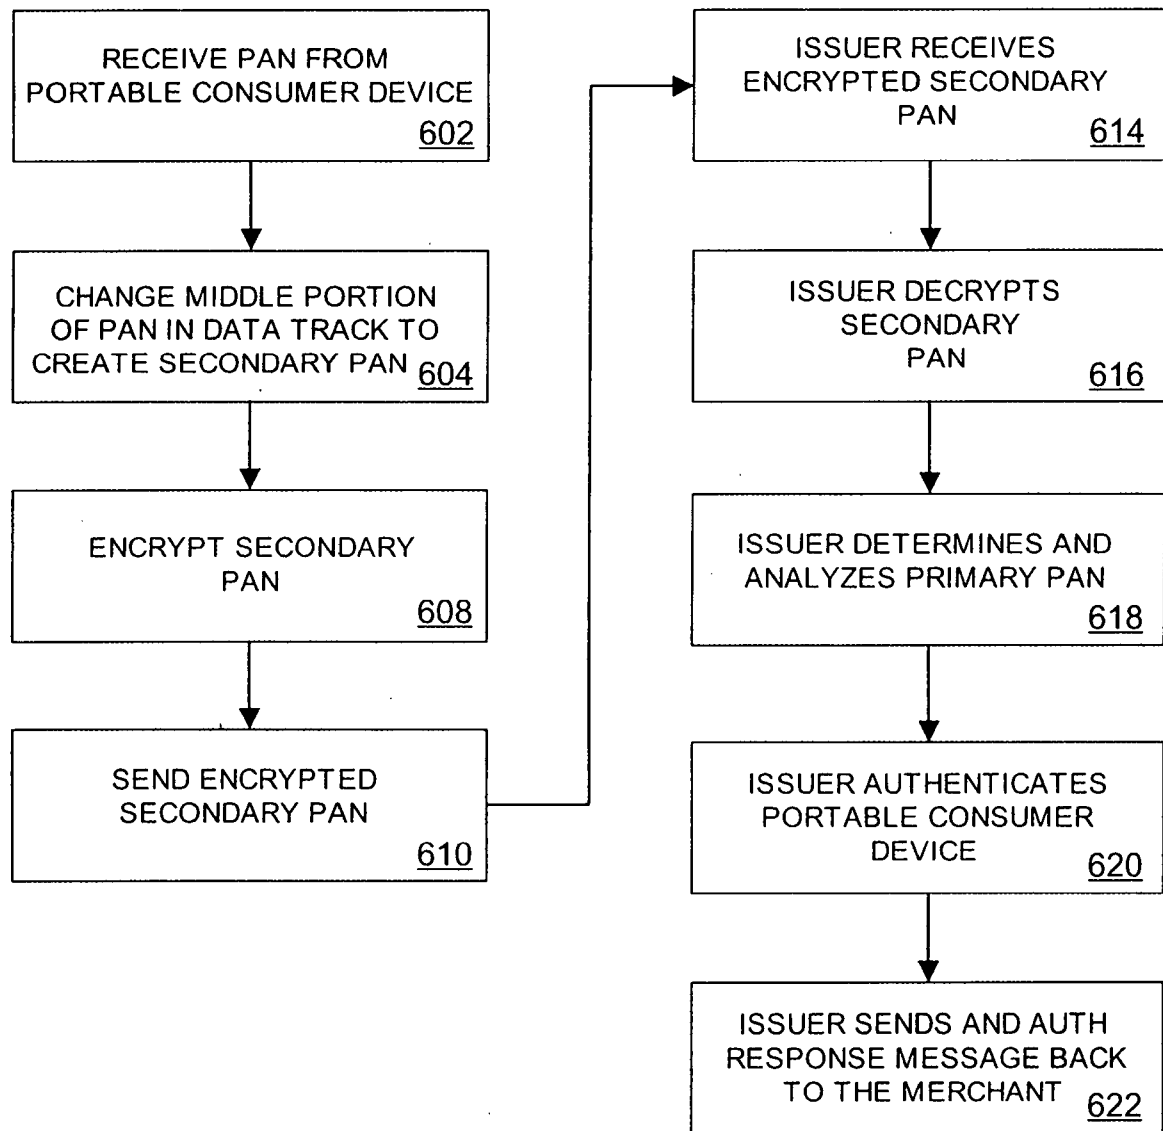 RECEIVE PAN FROM
PORTABLE CONSUMER DEVICE
602
CHANGE MIDDLE PORTION
OF PAN IN DATA TRACK TO
CREATE SECONDARY PAN 604
ENCRYPT SECONDARY
PAN
608
SEND ENCRYPTED
SECONDARY PAN
610
ISSUER RECEIVES
ENCRYPTED SECONDARY
PAN
614
ISSUER DECRYPTS
SECONDARY
PAN
616
ISSUER DETERMINES AND
ANALYZES PRIMARY PAN
618
ISSUER AUTHENTICATES
PORTABLE CONSUMER
DEVICE
620
ISSUER SENDS AND AUTH
RESPONSE MESSAGE BACK
TO THE MERCHANT
622